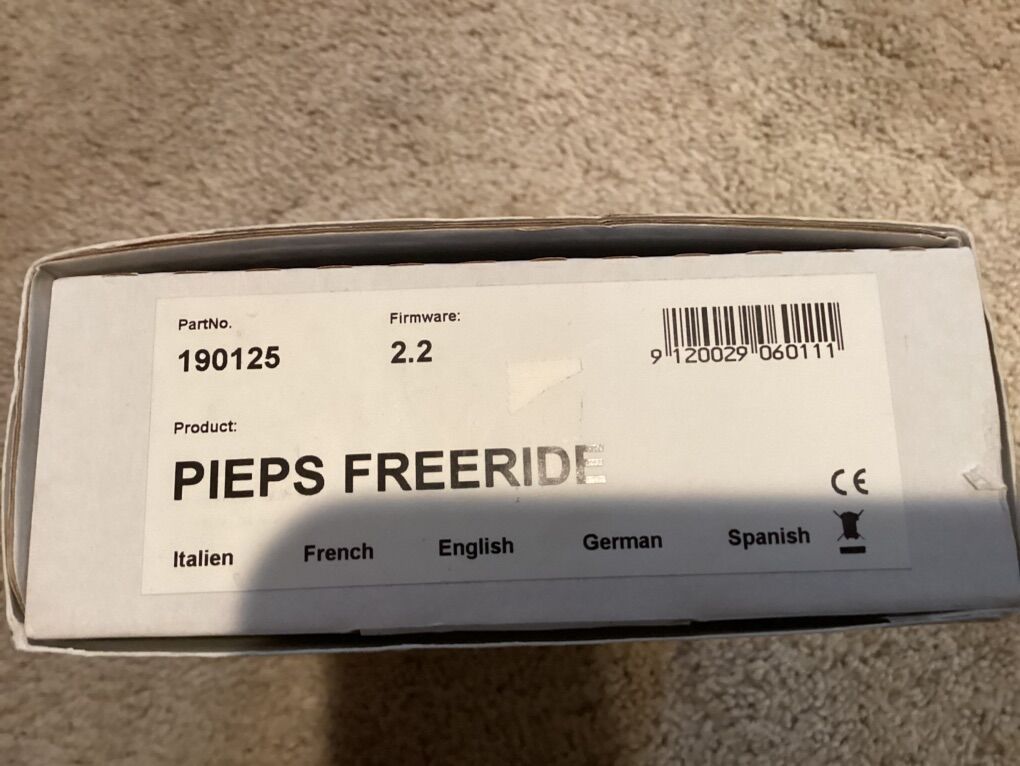 PartNo. Firmware:
190125 2.2
9 120029 060111
Product:
PIEPS FREERIDE
CE
Italien French English German Spanish